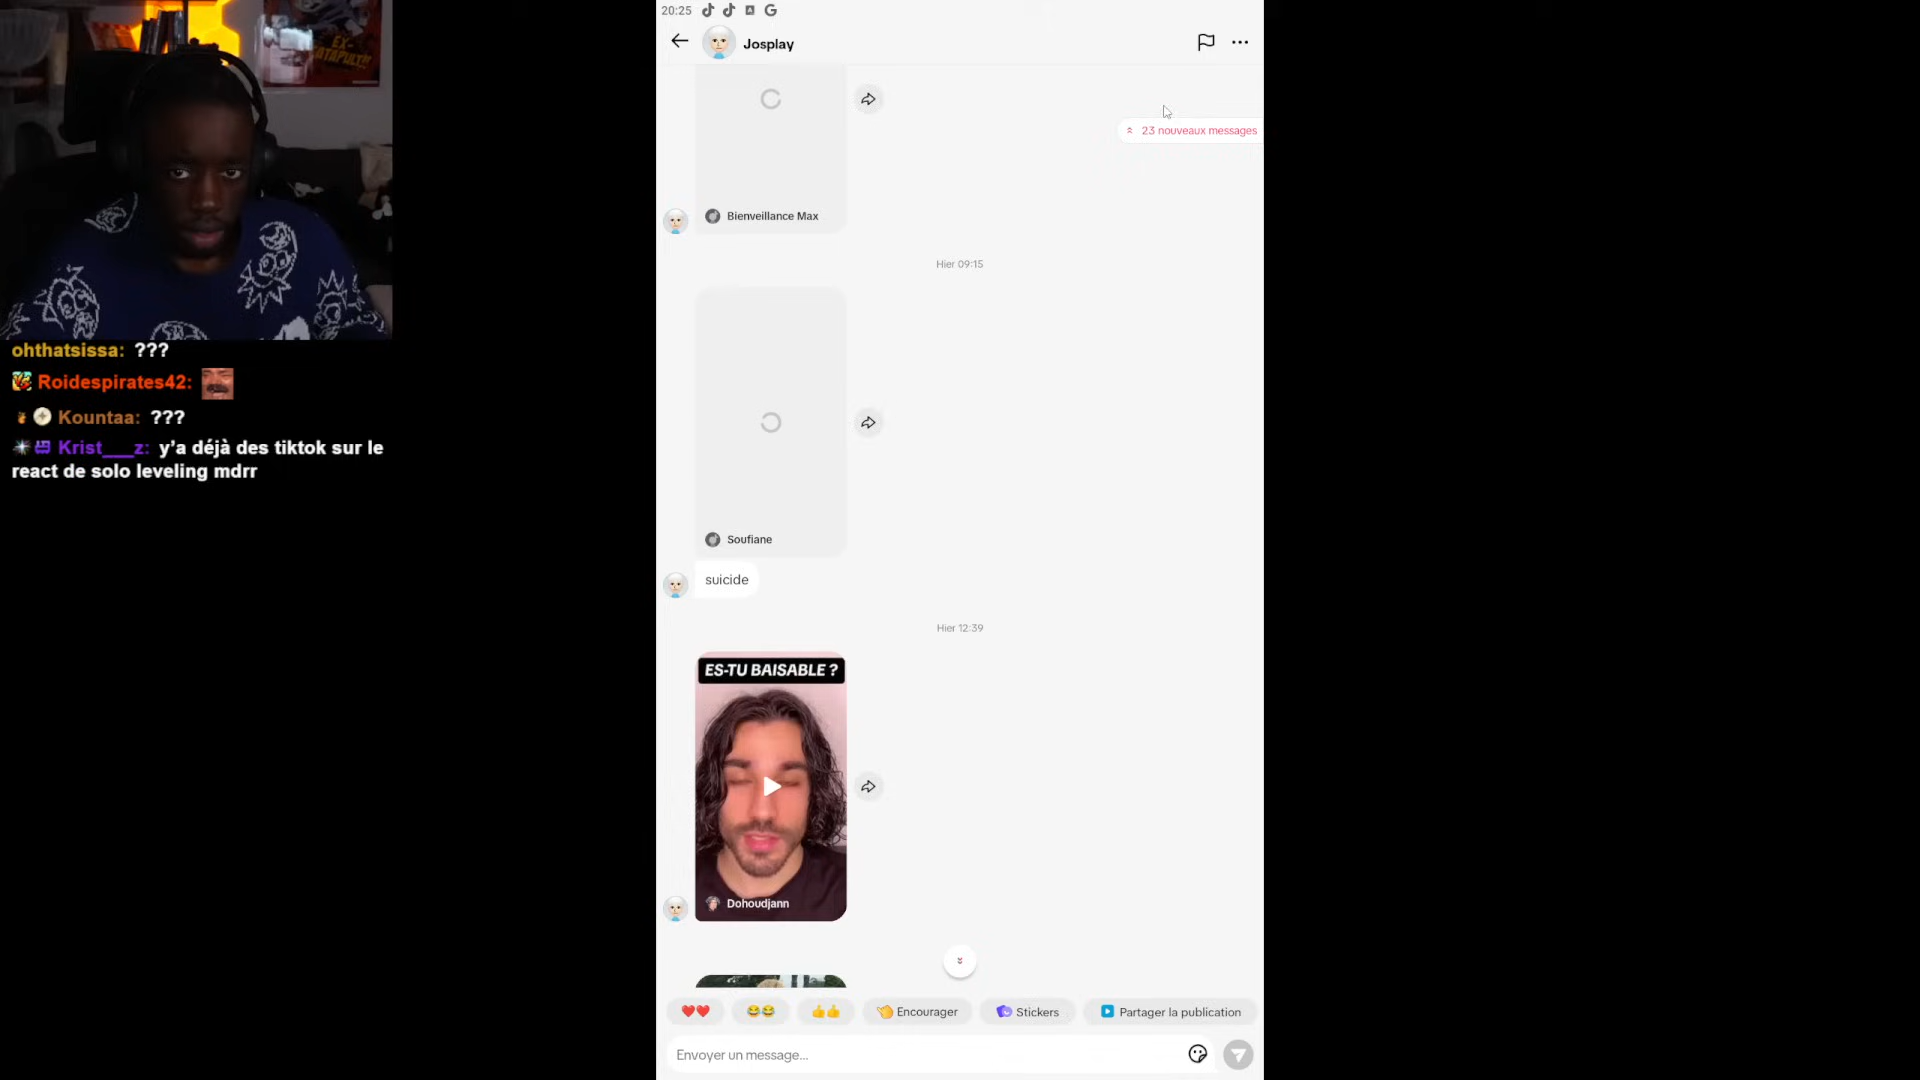 EX-
CATAPULT!!
ohthatsissa: ???
Roidespirates42:
Kountaa: ???
Krist___z: y'a déjà des tiktok sur le
react de solo leveling mdrr
20:25
Josplay
23 nouveaux messages
Bienveillance Max
Hier 09:15
Soufiane
suicide
Hier 12:39
ES-TU BAISABLE ?
Dohoudjann
Encourager
Stickers
Partager la publication
Envoyer un message...